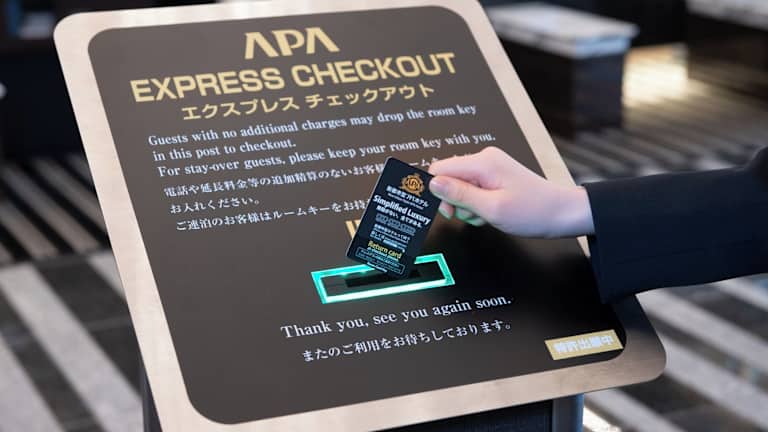 APA
EXPRESS CHECKOUT
エクスプレス チェックアウト
Guests with no additional charges may drop the room key
in this post to checkout.
For stay-over guests, please keep your room key with you.
電話や延長料金等の追加精算のないお客様
お入れください。
ご連泊のお客様はルームキーをお持
Simplified Luxury
Return card
Thank you, see you again soon.
またのご利用をお待ちしております。
特許出願中